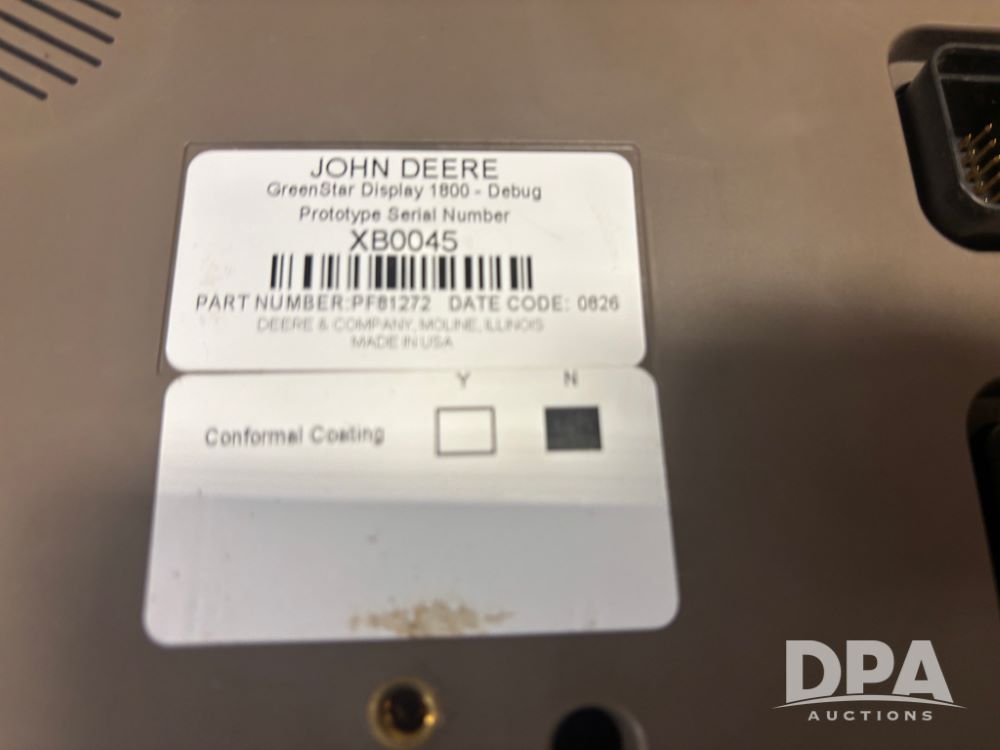 JOHN DEERE
GreenStar Display 1800 - Debug
Prototype Serial Number
XB0045
PART NUMBER:PF81272 DATE CODE: 0826
DEERE & COMPANY, MOLINE, ILLINOIS
MADE IN USA
Y N
Conformal Coating
DPA
AUCTIONS